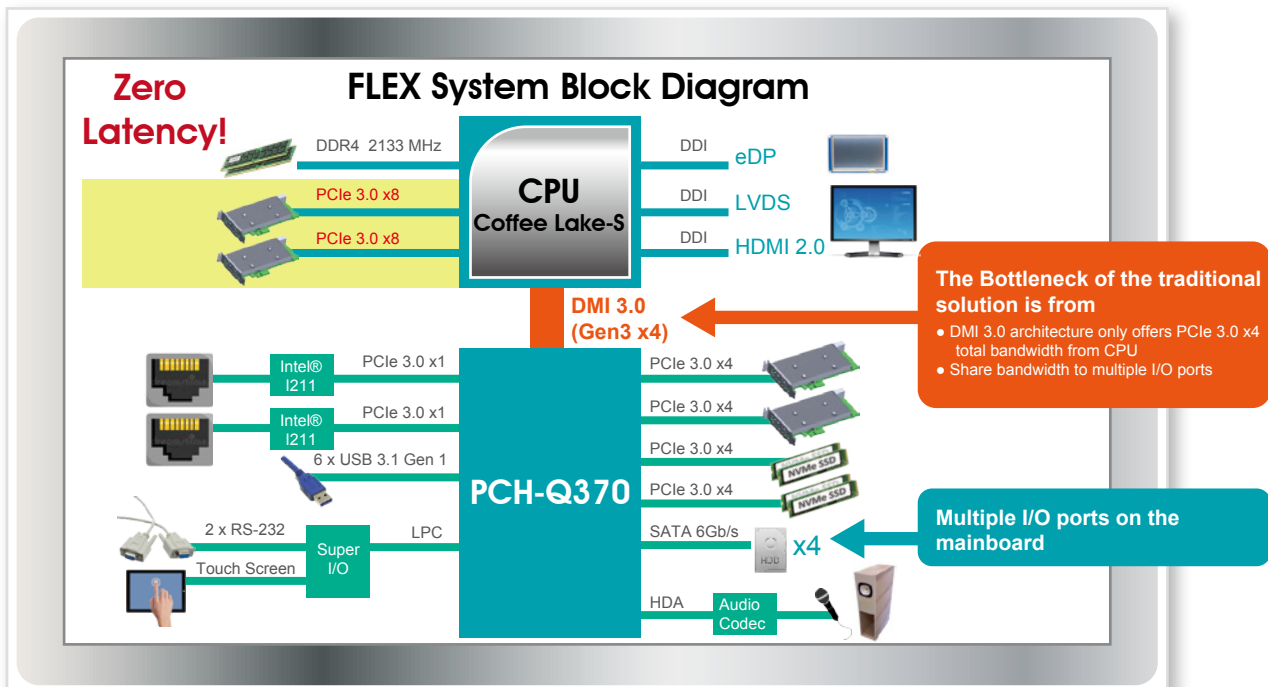 Zero
Latency!
FLEX System Block Diagram
DDR4 2133 MHz
PCIe 3.0 x8
PCIe 3.0 x8
CPU
Coffee Lake-S
DDI
eDP
DDI
LVDS
DDI
HDMI 2.0
DMI 3.0
(Gen3 x4)
The Bottleneck of the traditional
solution is from
● DMI 3.0 architecture only offers PCIe 3.0 x4
total bandwidth from CPU
● Share bandwidth to multiple I/O ports
Intel®
I211
PCIe 3.0 x1
Intel®
I211
PCIe 3.0 x1
6 x USB 3.1 Gen 1
2 x RS-232
Touch Screen
Super
I/O
LPC
PCH-Q370
PCIe 3.0 x4
PCIe 3.0 x4
PCIe 3.0 x4
NVMe SSD
PCIe 3.0 x4
NVMe SSD
SATA 6Gb/s
HDD
x4
HDA
Audio
Codec
Multiple I/O ports on the
mainboard